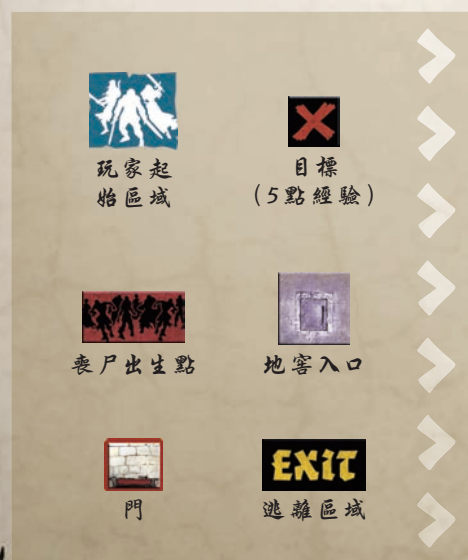 玩家起
始區域
目標
(5點經驗)
喪尸出生點
地窖入口
門
EXIT
逃離區域